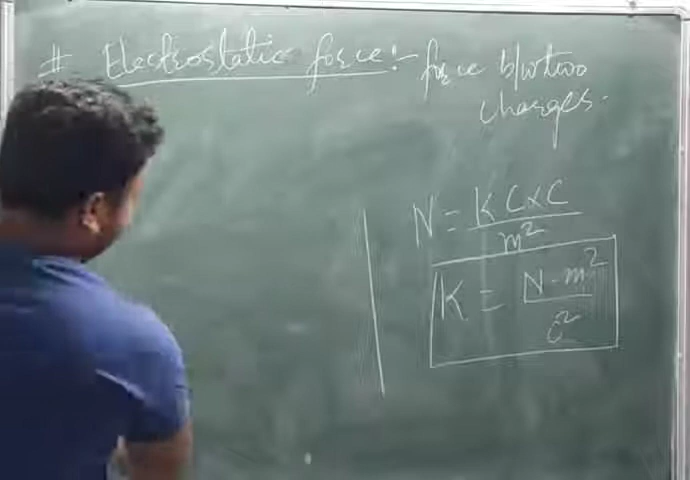 # Electrostatic force:- force b/w two
charges.
N = K C×C
m²
K = N·m²
c²